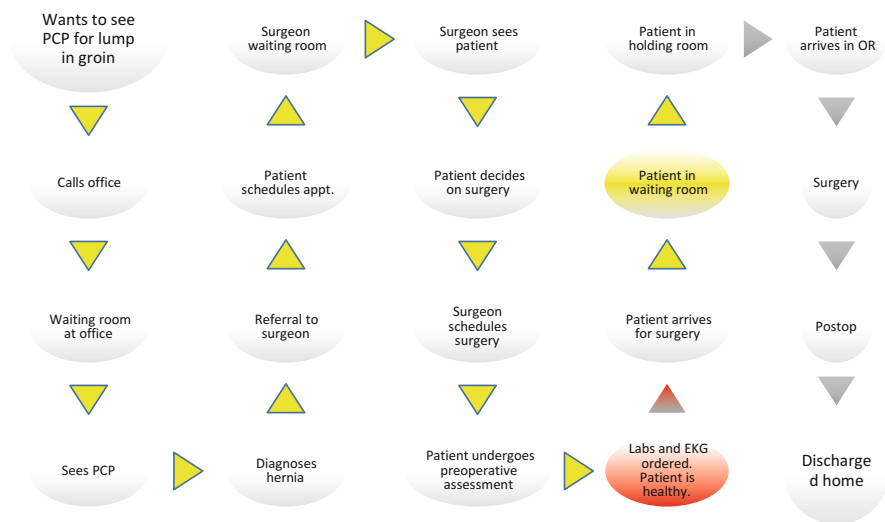 Wants to see
PCP for lump
in groin
Calls office
Waiting room
at office
Sees PCP
Diagnoses
hernia
Referral to
surgeon
Patient
schedules appt.
Surgeon
waiting room
Surgeon sees
patient
Patient decides
on surgery
Surgeon
schedules
surgery
Patient undergoes
preoperative
assessment
Labs and EKG
ordered.
Patient is
healthy.
Patient arrives
for surgery
Patient in
waiting room
Patient in
holding room
Patient
arrives in OR
Surgery
Postop
Discharge
d home